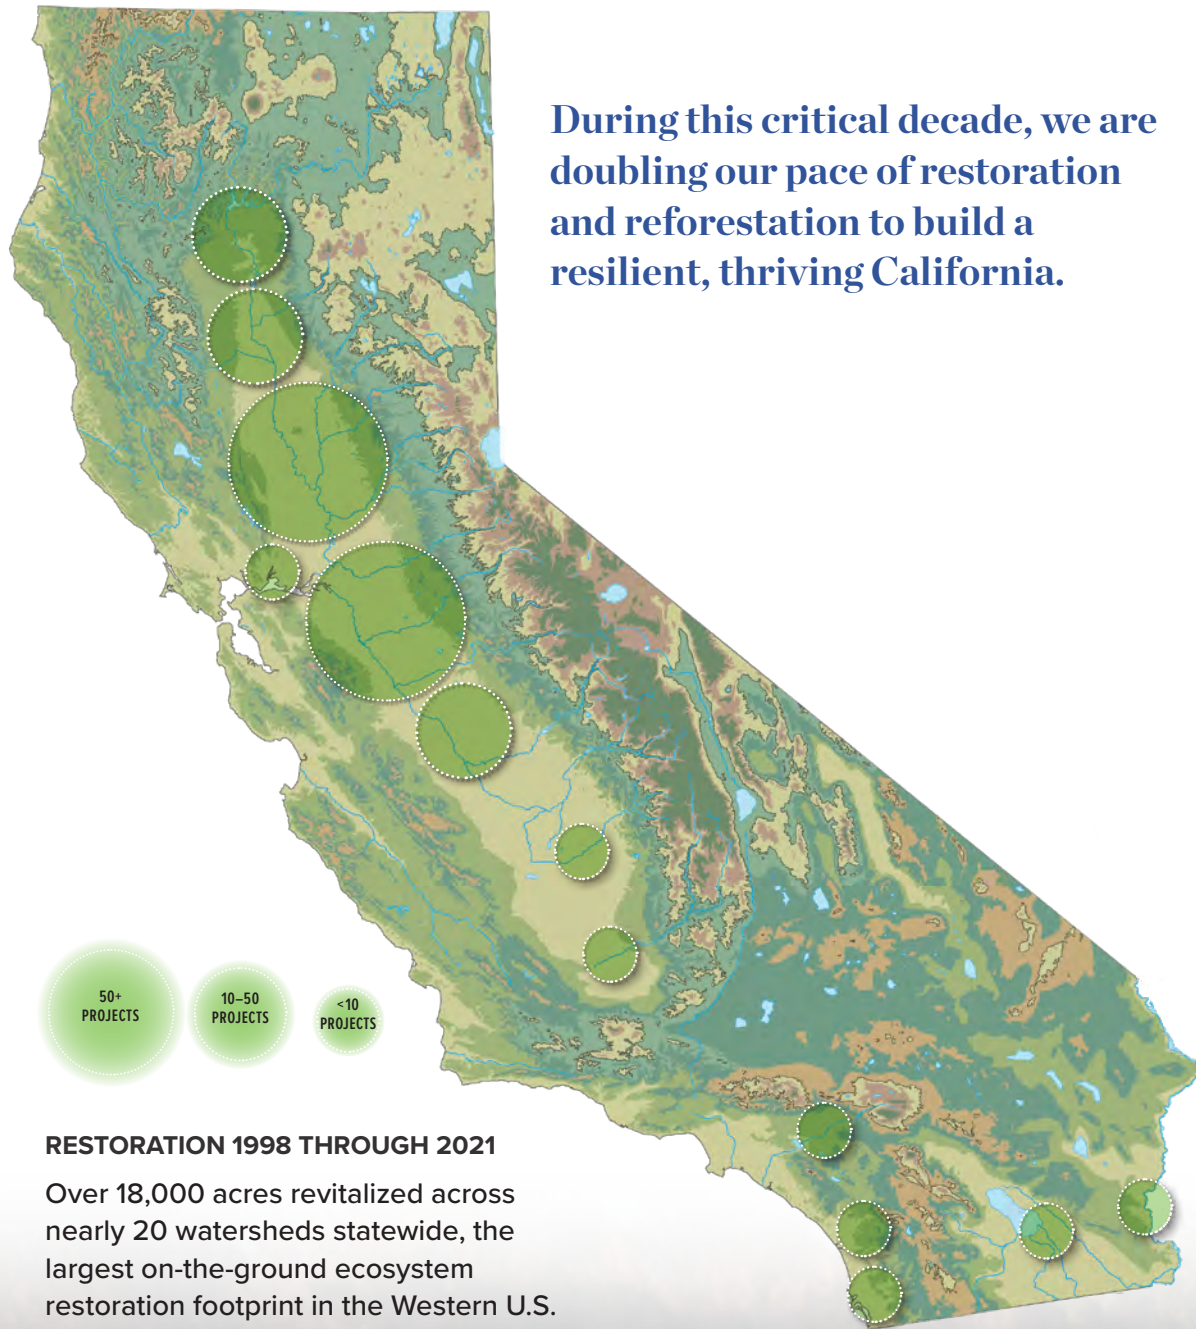 During this critical decade, we are
doubling our pace of restoration
and reforestation to build a
resilient, thriving California.
50+
PROJECTS
10–50
PROJECTS
<10
PROJECTS
RESTORATION 1998 THROUGH 2021
Over 18,000 acres revitalized across
nearly 20 watersheds statewide, the
largest on-the-ground ecosystem
restoration footprint in the Western U.S.